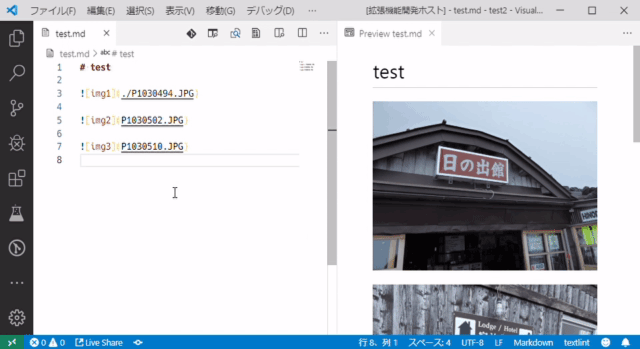 ファイル(F) 編集(E) 選択(S) 表示(V) 移動(G) デバッグ(D) ··· [拡張機能開発ホスト] - test.md - test2 - Visual...
test.md
Preview test.md
test.md > # test
1 # test
2
3 ![img1](./P1030494.JPG)
4
5 ![img2](P1030502.JPG)
6
7 ![img3](P1030510.JPG)
8
test
日の出館
Lodge / Hotel
0 0 Live Share 行 8、列 1 スペース: 4 UTF-8 LF Markdown textlint